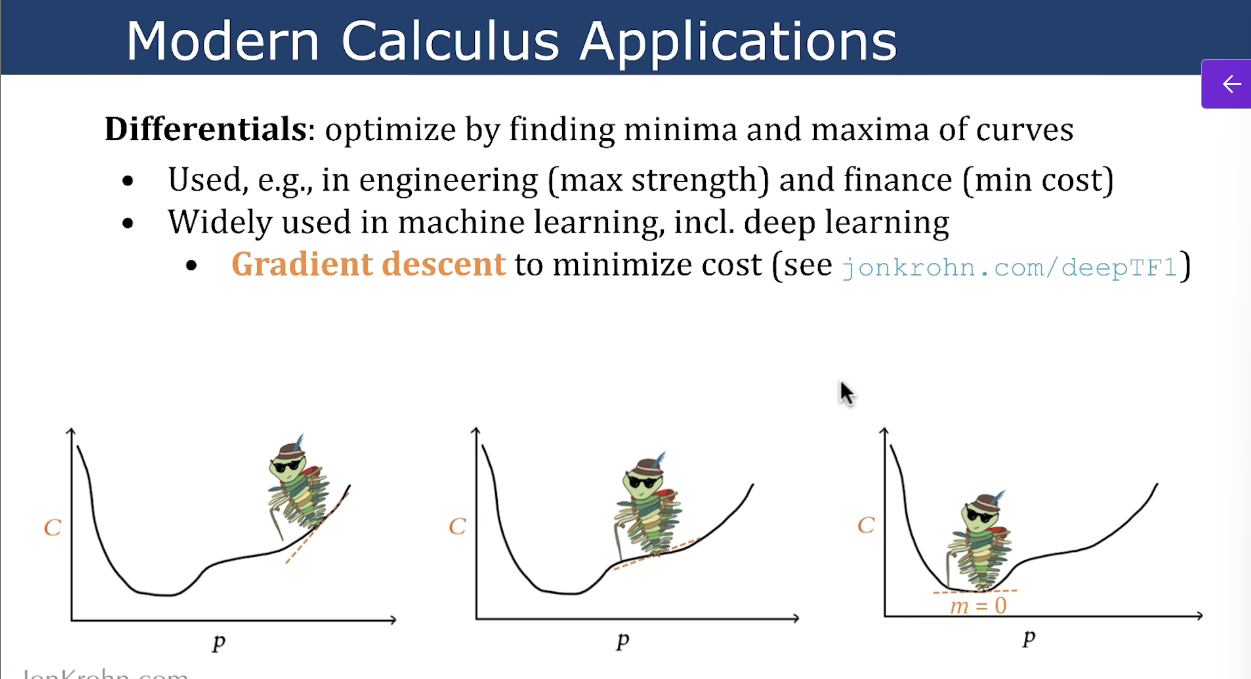 Modern Calculus Applications
Differentials: optimize by finding minima and maxima of curves
• Used, e.g., in engineering (max strength) and finance (min cost)
• Widely used in machine learning, incl. deep learning
• Gradient descent to minimize cost (see jonkrohn.com/deepTF1)
C
p
C
p
C
m = 0
p
JonKrohn.com